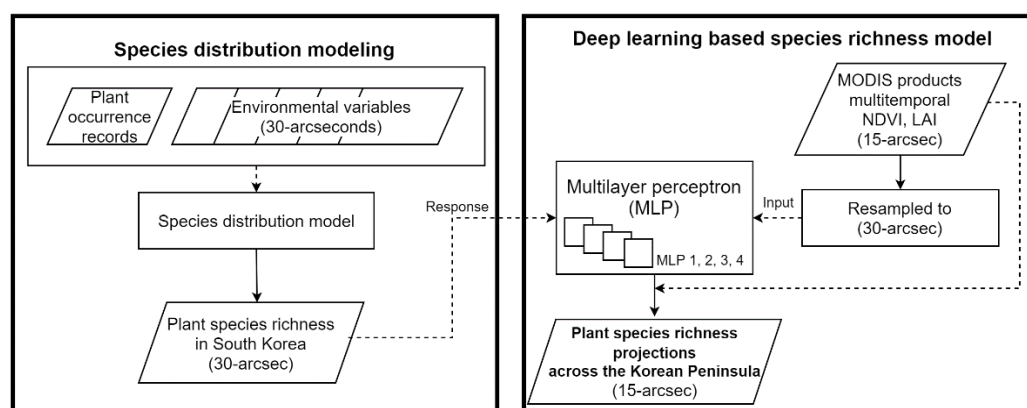 Species distribution modeling
Plant
occurrence
records
Environmental variables
(30-arcseconds)
Species distribution model
Plant species richness
in South Korea
(30-arcsec)
Response
Deep learning based species richness model
MODIS products
multitemporal
NDVI, LAI
(15-arcsec)
Multilayer perceptron
(MLP)
MLP 1, 2, 3, 4
Input
Resampled to
(30-arcsec)
Plant species richness
projections
across the Korean Peninsula
(15-arcsec)